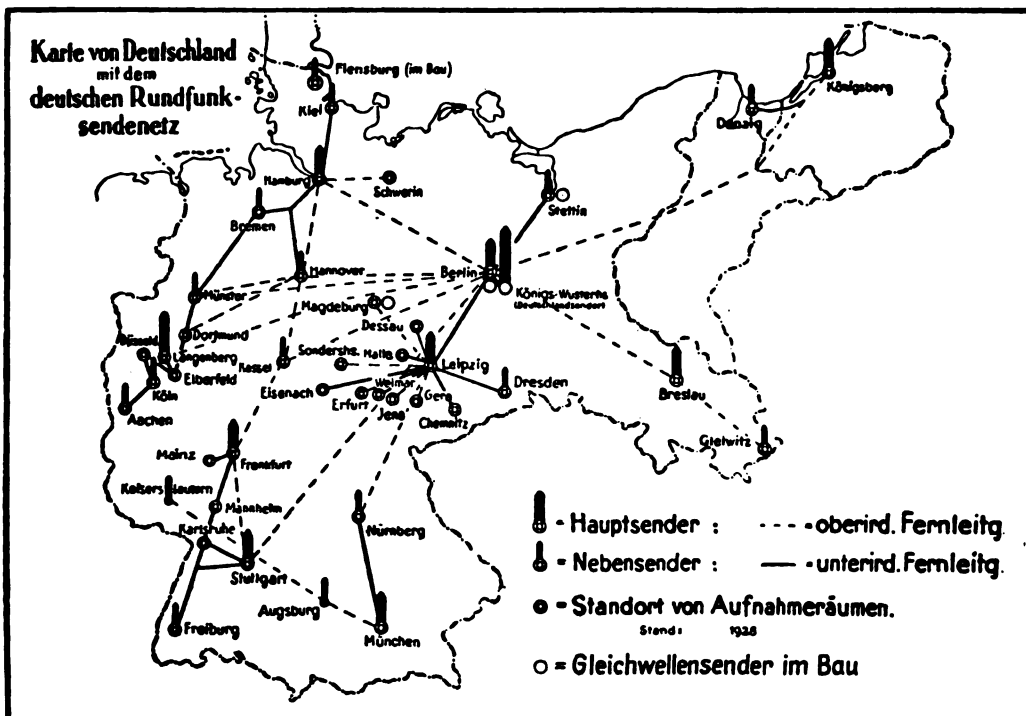 Karte von Deutschland
mit dem
deutschen Rundfunk-
sendenetz
Flensburg (im Bau)
Kiel
Königsberg
Danzig
Hamburg
Schwerin
Stettin
Bremen
Hannover
Berlin
Königs-Wusterhs
(Deutschlandsender)
Münster
Magdeburg
Dessau
Dortmund
Langenberg
Elberfeld
Kassel
Sondershs.
Halle
Leipzig
Köln
Aachen
Eisenach
Erfurt
Weimar
Jena
Gera
Chemnitz
Dresden
Breslau
Gleiwitz
Mainz
Frankfurt
Kaiserslautern
Mannheim
Karlsruhe
Nürnberg
Stuttgart
Augsburg
Freiburg
München
- Hauptsender : - - - - oberird. Fernleitg.
- Nebensender : — - unterird. Fernleitg.
- Standort von Aufnahmeräumen.
Stand: 1928
= Gleichwellensender im Bau